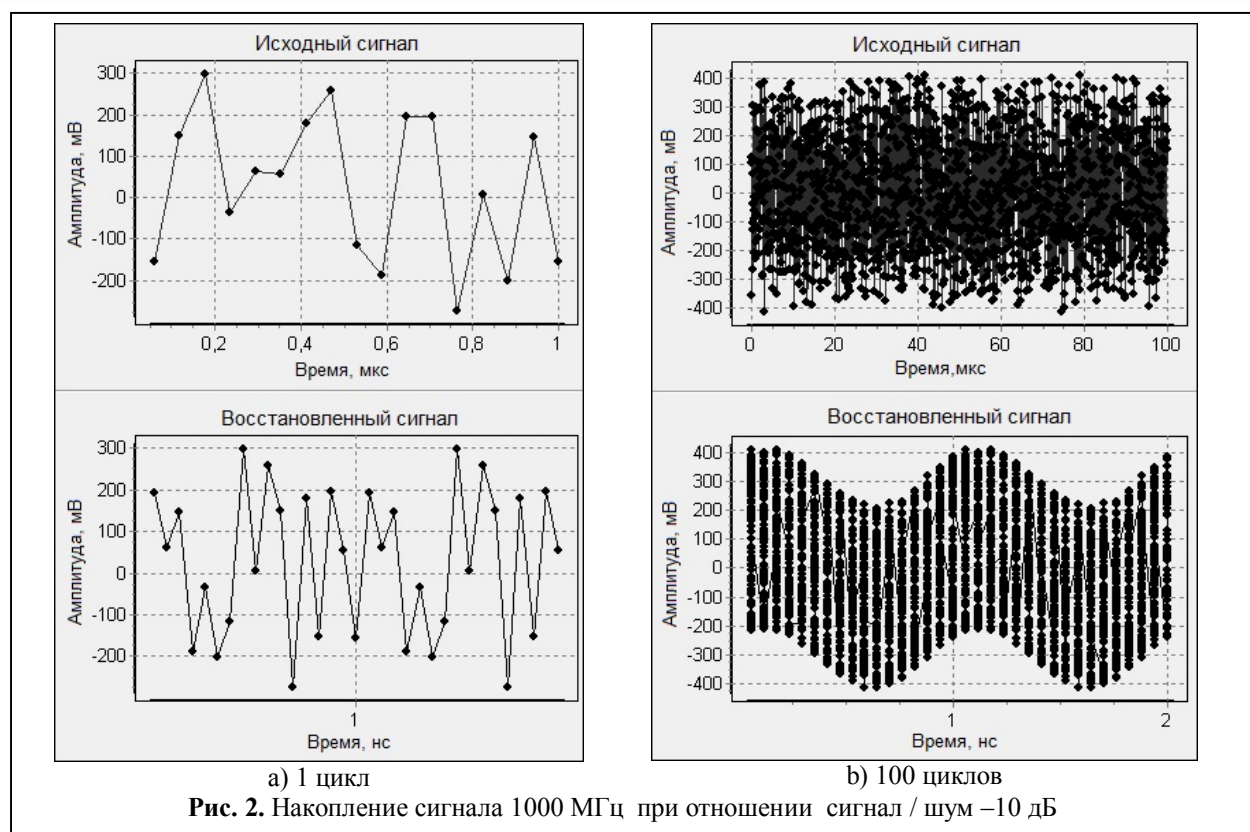 Исходный сигнал
300
200
100
0
-100
-200
Амплитуда, мВ
0,2 0,4 0,6 0,8 1
Время, мкс
Восстановленный сигнал
300
200
100
0
-100
-200
Амплитуда, мВ
1
Время, нс
а) 1 цикл
Исходный сигнал
400
300
200
100
0
-100
-200
-300
-400
Амплитуда, мВ
0 20 40 60 80 100
Время,мкс
Восстановленный сигнал
400
300
200
100
0
-100
-200
-300
-400
Амплитуда, мВ
1 2
Время, нс
b) 100 циклов
Рис. 2. Накопление сигнала 1000 МГц при отношении сигнал / шум –10 дБ